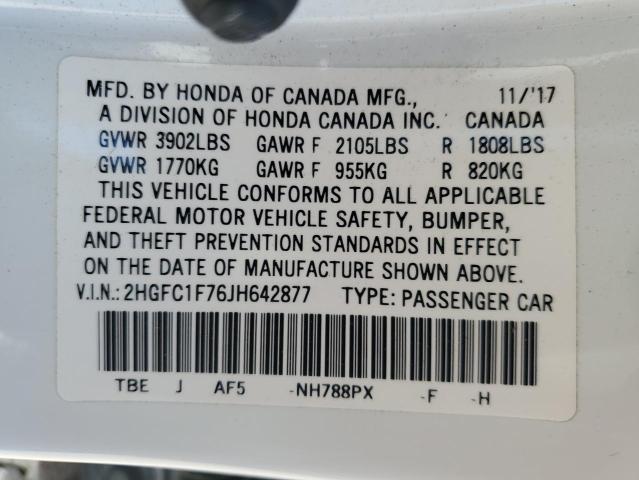 MFD. BY HONDA OF CANADA MFG., 11/'17
A DIVISION OF HONDA CANADA INC. CANADA
GVWR 3902LBS GAWR F 2105LBS R 1808LBS
GVWR 1770KG GAWR F 955KG R 820KG
THIS VEHICLE CONFORMS TO ALL APPLICABLE
FEDERAL MOTOR VEHICLE SAFETY, BUMPER,
AND THEFT PREVENTION STANDARDS IN EFFECT
ON THE DATE OF MANUFACTURE SHOWN ABOVE.
V.I.N.: 2HGFC1F76JH642877 TYPE: PASSENGER CAR
TBE J AF5 -NH788PX -F -H